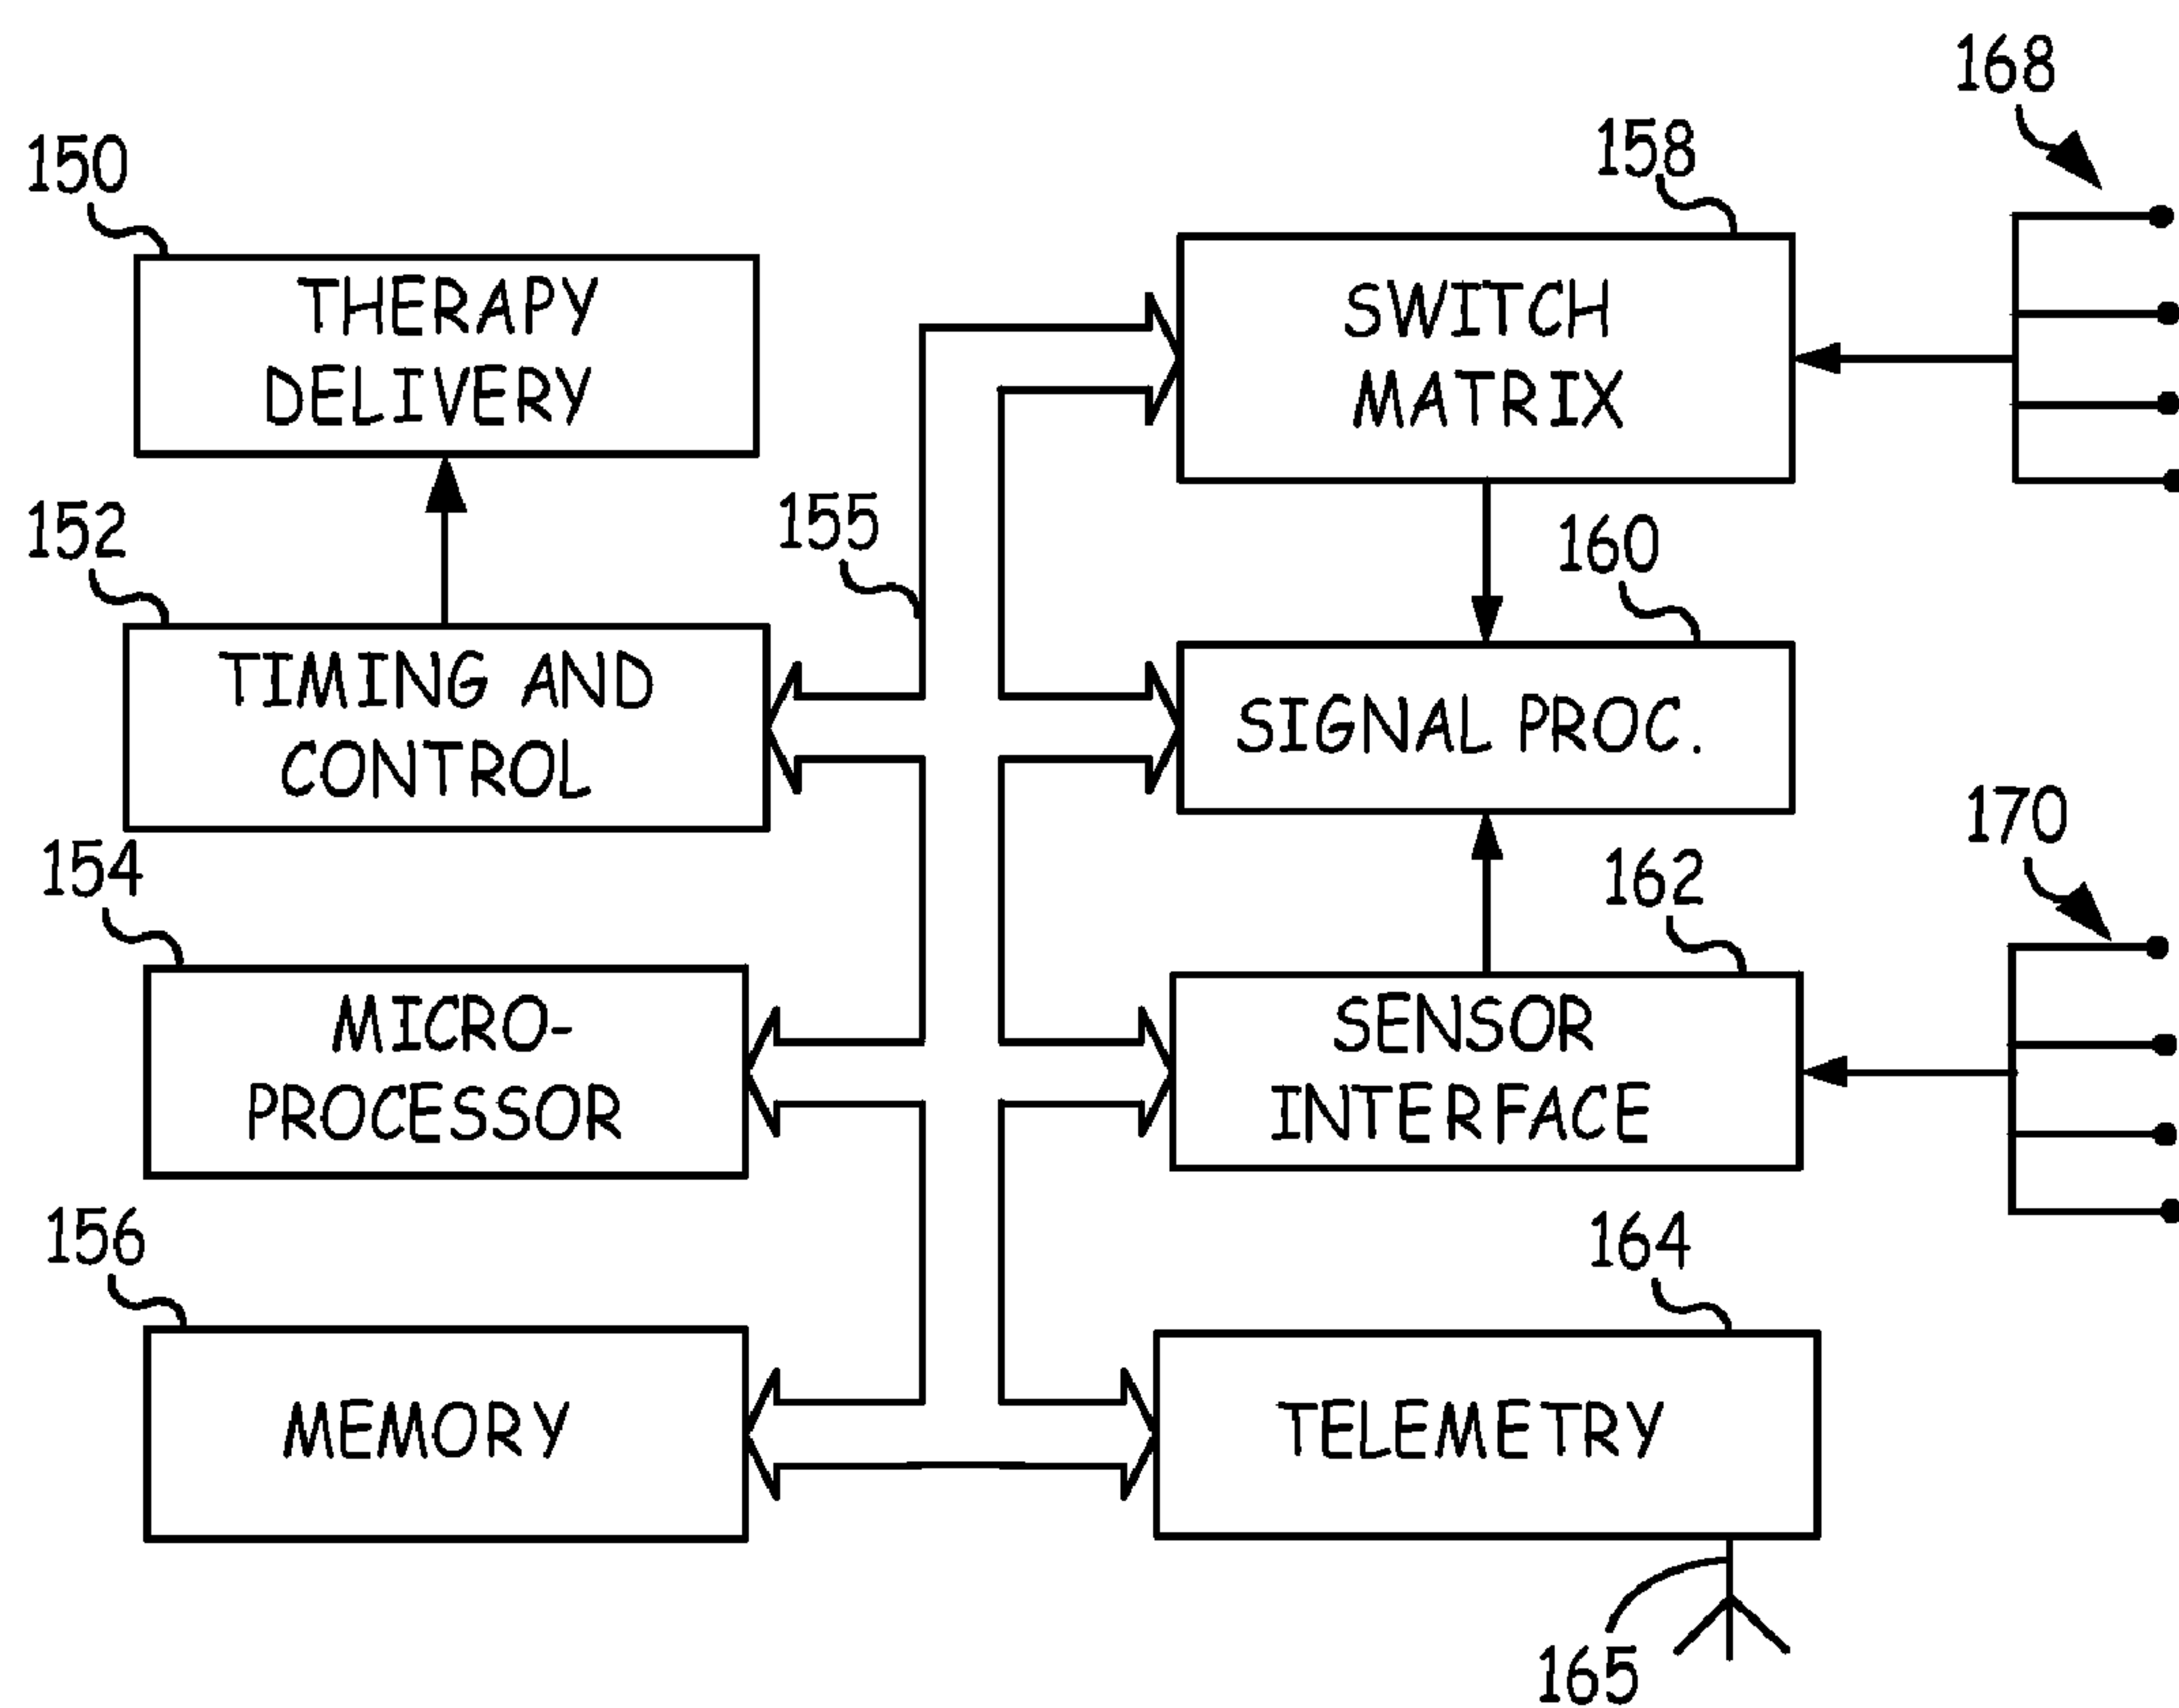 168
150
158
THERAPY
DELIVERY
SWITCH
MATRIX
152
155
160
TIMING AND
CONTROL
SIGNAL PROC.
154
162
170
MICRO-
PROCESSOR
SENSOR
INTERFACE
156
164
MEMORY
TELEMETRY
165